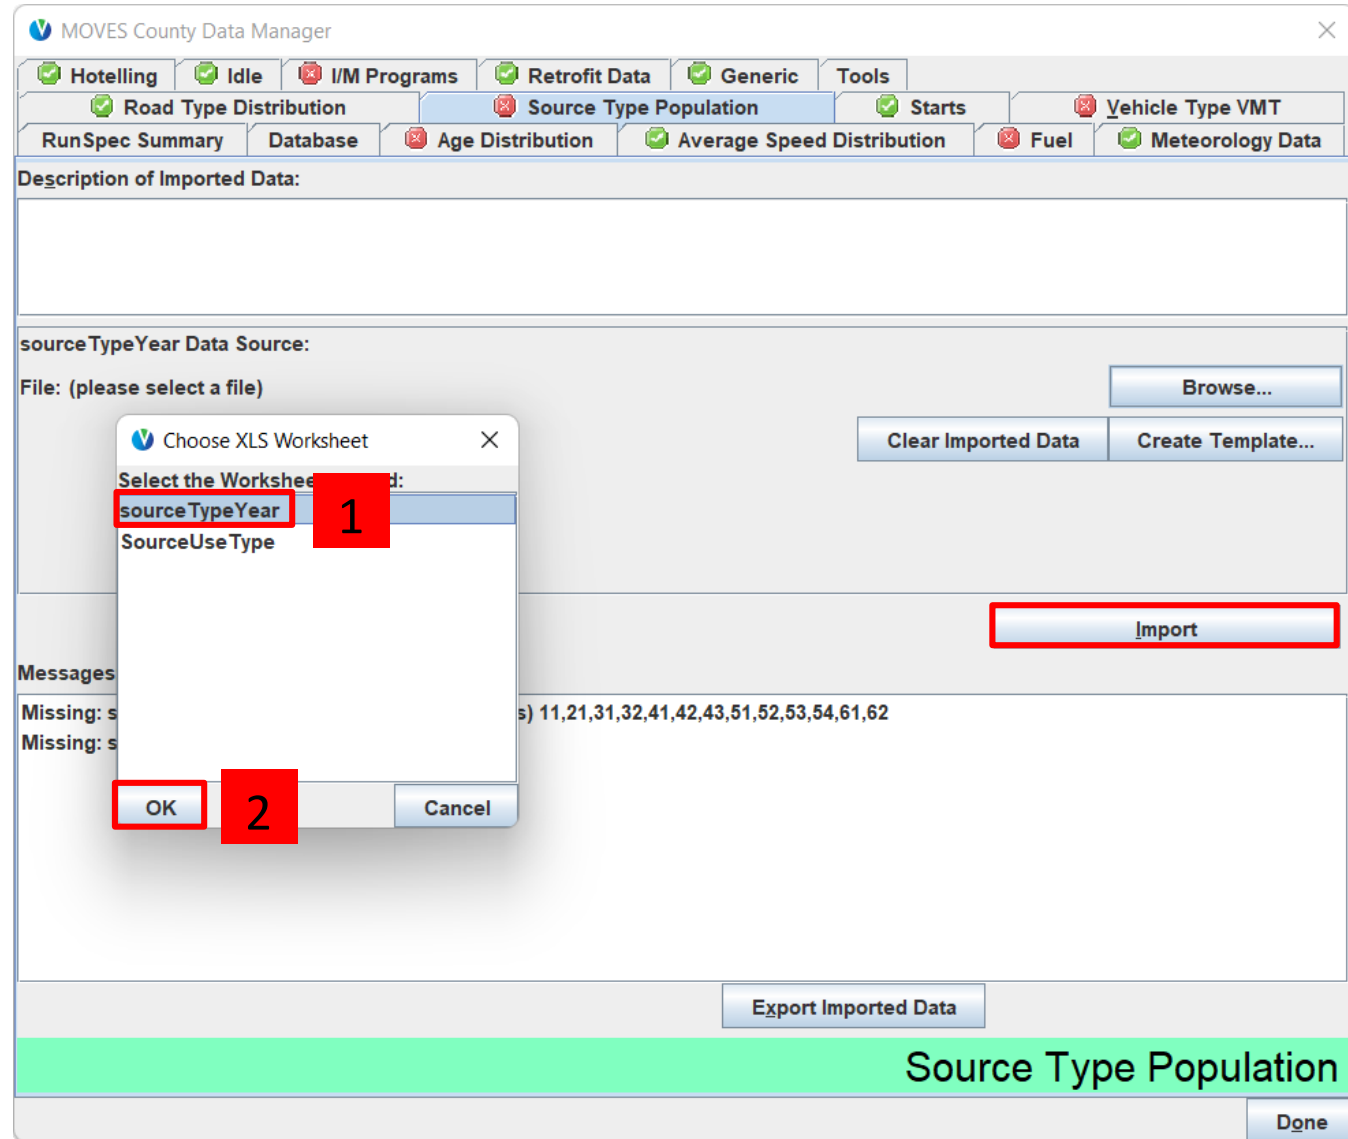 MOVES County Data Manager
Hotelling Idle I/M Programs Retrofit Data Generic Tools
Road Type Distribution Source Type Population Starts Vehicle Type VMT
RunSpec Summary Database Age Distribution Average Speed Distribution Fuel Meteorology Data
Description of Imported Data:
sourceTypeYear Data Source:
File: (please select a file)
Browse...
Clear Imported Data Create Template...
Choose XLS Worksheet
Select the
sourceTypeYear
1
SourceUseType
Import
Messages
Missing: 11,21,31,32,41,42,43,51,52,53,54,61,62
Missing:
OK
2
Cancel
Export Imported Data
Source Type Population
Done